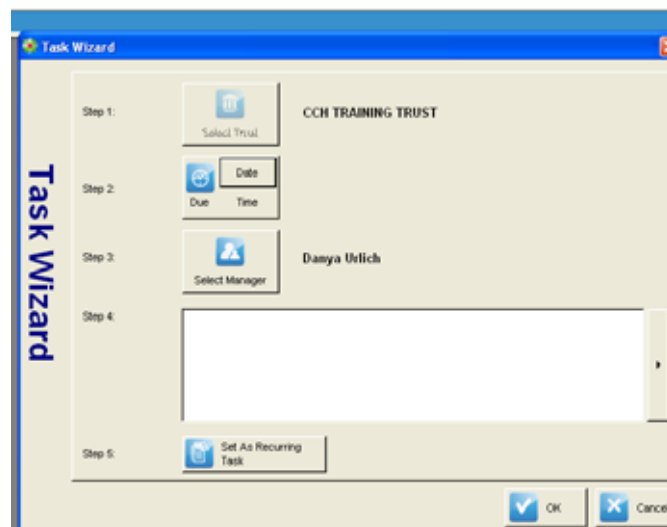 Task Wizard
Task Wizard
Step 1:
Select Trust
CCH TRAINING TRUST
Step 2:
Date
Due
Time
Step 3:
Select Manager
Danya Urlich
Step 4:
Step 5:
Set As Recurring
Task
OK
Cancel